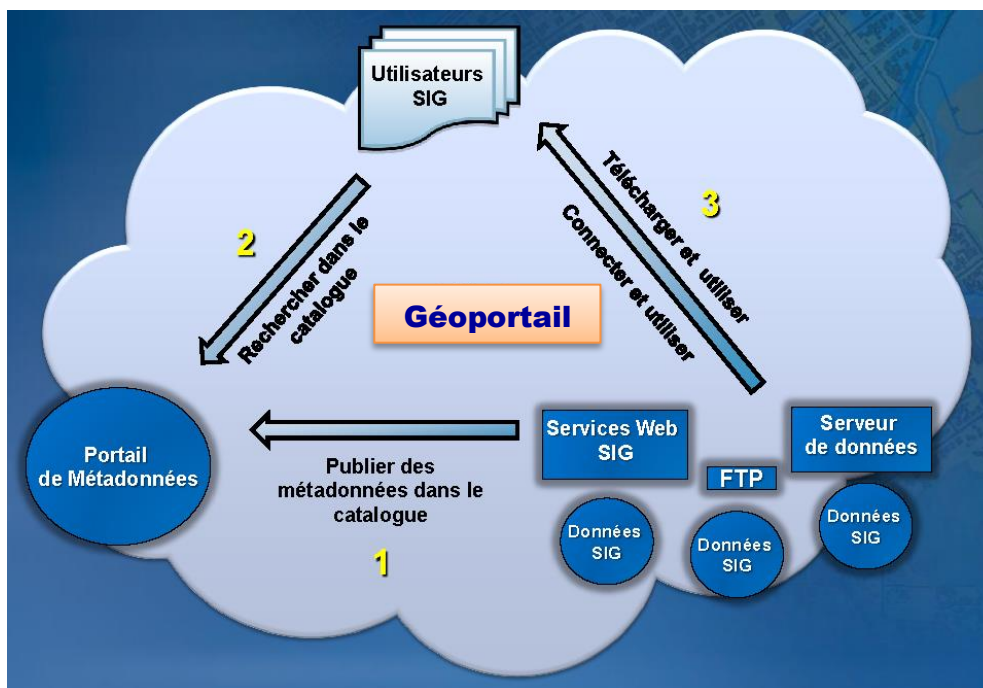 Utilisateurs
SIG
2
Rechercher dans le
catalogue
3
Télécharger et utiliser
Connecter et utiliser
Géoportail
Portail
de Métadonnées
Publier des
métadonnées dans le
catalogue
1
Services Web
SIG
FTP
Serveur
de données
Données
SIG
Données
SIG
Données
SIG